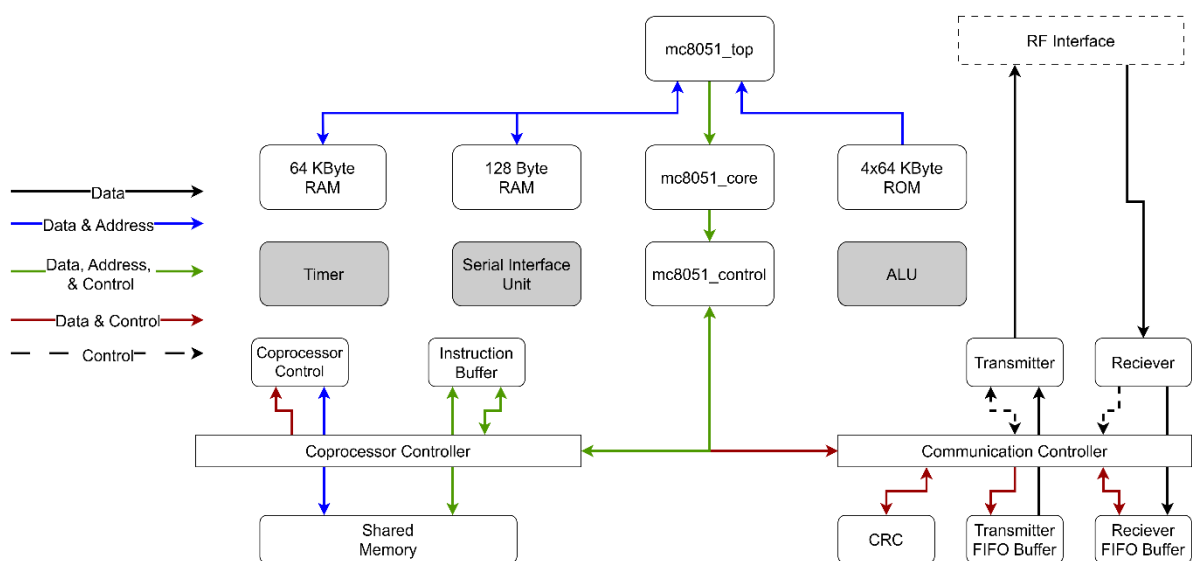 mc8051_top
RF Interface
64 KByte
RAM
128 Byte
RAM
mc8051_core
4x64 KByte
ROM
Data
Data & Address
Data, Address,
& Control
Data & Control
Control
Timer
Serial Interface
Unit
mc8051_control
ALU
Coprocessor
Control
Instruction
Buffer
Transmitter
Reciever
Coprocessor Controller
Communication Controller
Shared
Memory
CRC
Transmitter
FIFO Buffer
Reciever
FIFO Buffer